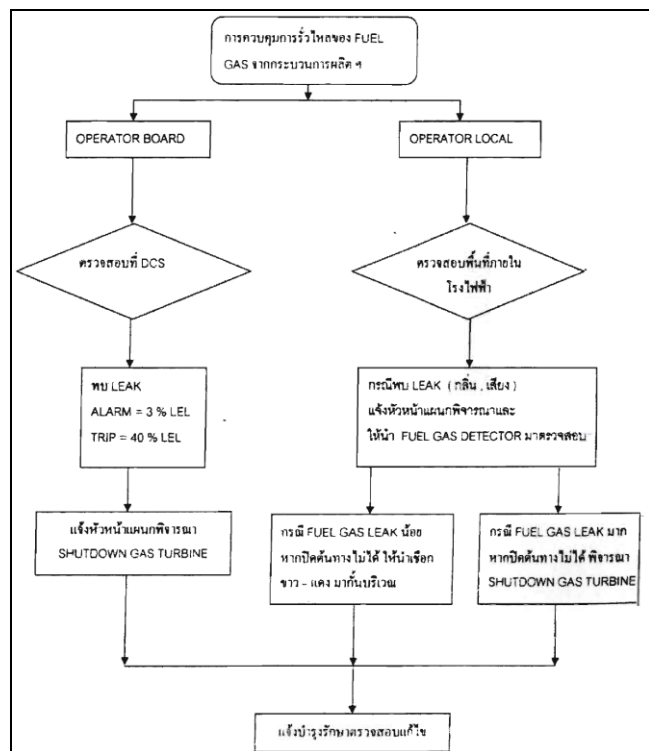 การควบคุมการรั่วไหลของ FUEL
GAS จากกระบวนการผลิต ฯ
OPERATOR BOARD
OPERATOR LOCAL
ตรวจสอบที่ DCS
ตรวจสอบพื้นที่ภายใน
โรงไฟฟ้า
พบ LEAK
ALARM = 3 % LEL
TRIP = 40 % LEL
กรณีพบ LEAK ( กลิ่น , เสียง )
แจ้งหัวหน้าแผนกพิจารณาและ
ให้นำ FUEL GAS DETECTOR มาตรวจสอบ
แจ้งหัวหน้าแผนกพิจารณา
SHUTDOWN GAS TURBINE
กรณี FUEL GAS LEAK น้อย
หากปิดต้นทางไม่ได้ ให้นำเชือก
ขาว - แดง มากั้นบริเวณ
กรณี FUEL GAS LEAK มาก
หากปิดต้นทางไม่ได้ พิจารณา
SHUTDOWN GAS TURBINE
แจ้งบำรุงรักษาตรวจสอบแก้ไข